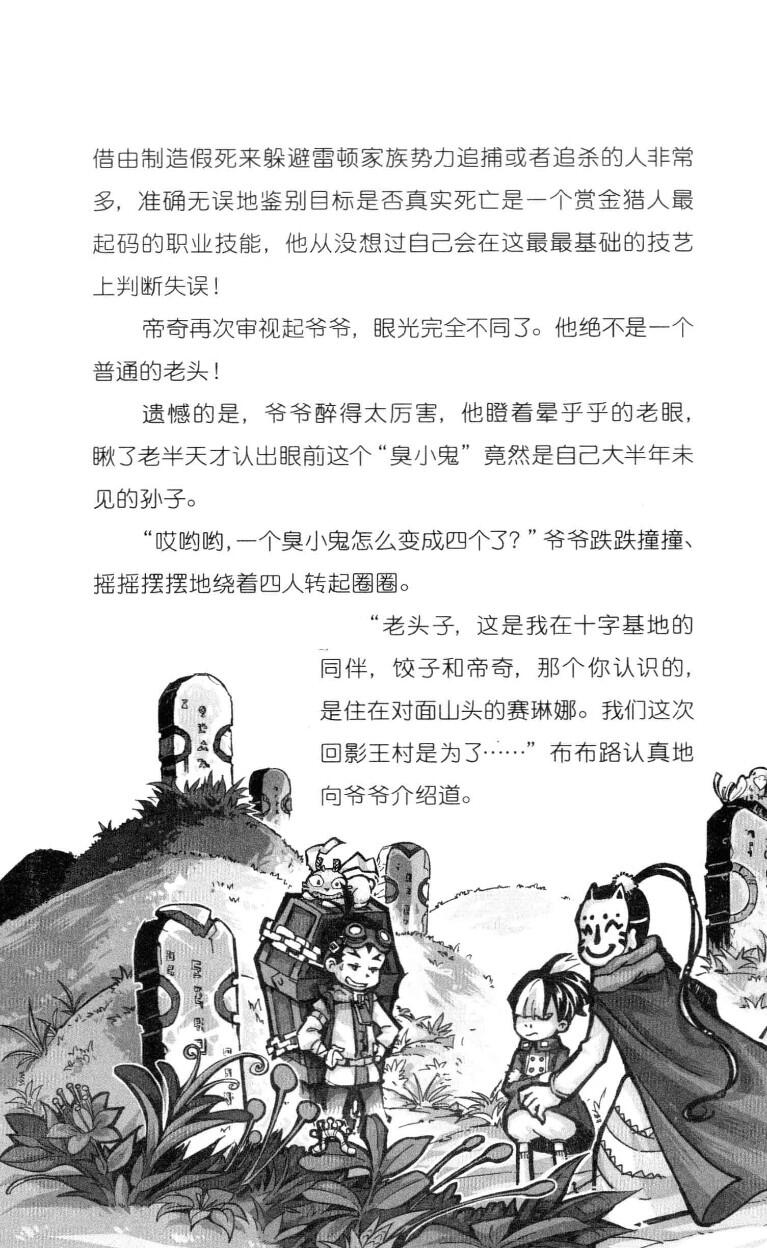 借由制造假死来躲避雷顿家族势力追捕或者追杀的人非常
多，准确无误地鉴别目标是否真实死亡是一个赏金猎人最
起码的职业技能，他从没想过自己会在这最最基础的技艺
上判断失误！
帝奇再次审视起爷爷，眼光完全不同了。他绝不是一个
普通的老头！
遗憾的是，爷爷醉得太厉害，他瞪着晕乎乎的老眼，
瞅了老半天才认出眼前这个“臭小鬼”竟然是自己大半年未
见的孙子。
“哎哟哟，一个臭小鬼怎么变成四个了？”爷爷跌跌撞撞、
摇摇摆摆地绕着四人转起圈圈。
“老头子，这是我在十字基地的
同伴，饺子和帝奇，那个你认识的，
是住在对面山头的赛琳娜。我们这次
回影王村是为了……”布布路认真地
向爷爷介绍道。